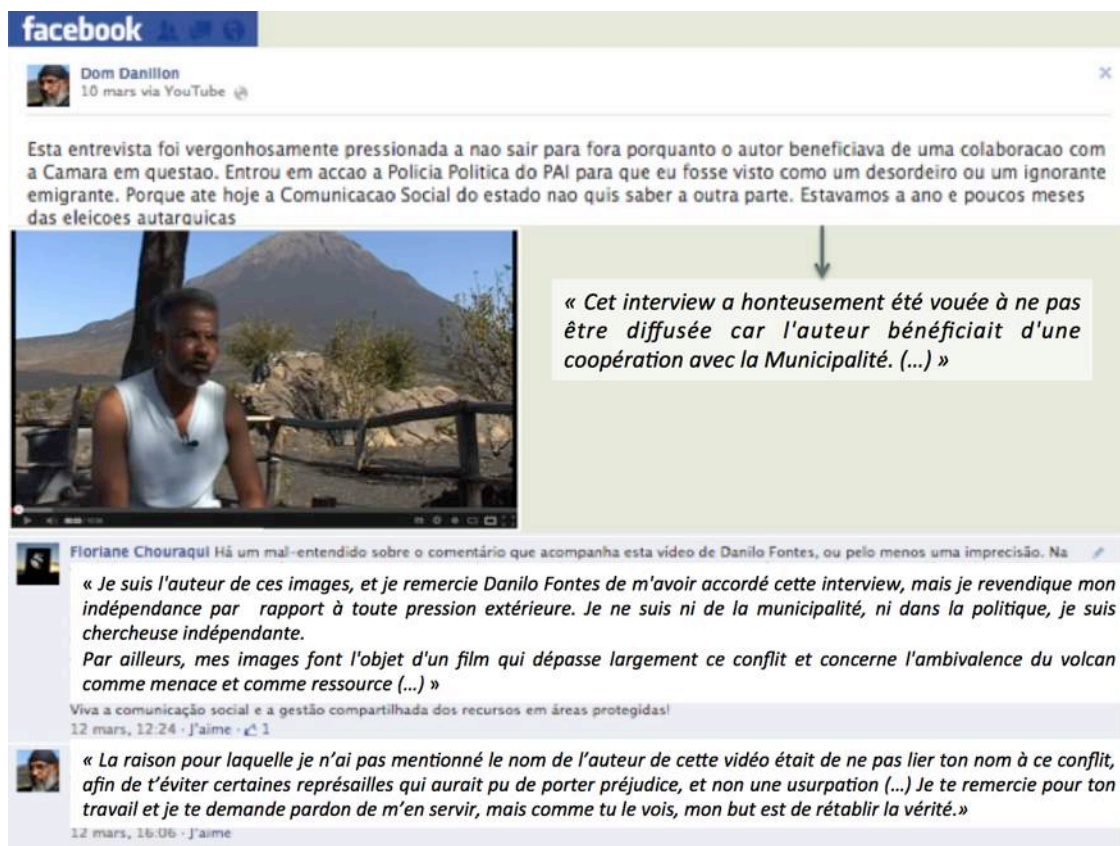 facebook
Dom Danillon
10 mars via YouTube
Esta entrevista foi vergonhosamente pressionada a nao sair para fora porquanto o autor beneficiava de uma colaboracao com
a Camara em questao. Entrou em accao a Policia Politica do PAI para que eu fosse visto como um desordeiro ou um ignorante
emigrante. Porque ate hoje a Comunicacao Social do estado nao quis saber a outra parte. Estavamos a ano e poucos meses
das eleicoes autarquicas
« Cet interview a honteusement été vouée à ne pas
être diffusée car l'auteur bénéficiait d'une
coopération avec la Municipalité. (...) »
Floriane Chouraqui Há um mal-entendido sobre o comentário que acompanha esta vídeo de Danilo Fontes, ou pelo menos uma imprecisão. Na
« Je suis l'auteur de ces images, et je remercie Danilo Fontes de m'avoir accordé cette interview, mais je revendique mon
indépendance par rapport à toute pression extérieure. Je ne suis ni de la municipalité, ni dans la politique, je suis
chercheuse indépendante.
Par ailleurs, mes images font l'objet d'un film qui dépasse largement ce conflit et concerne l'ambivalence du volcan
comme menace et comme ressource (...) »
Viva a comunicação social e a gestão compartilhada dos recursos em áreas protegidas!
12 mars, 12:24 · J'aime · 1
« La raison pour laquelle je n'ai pas mentionné le nom de l'auteur de cette vidéo était de ne pas lier ton nom à ce conflit,
afin de t'éviter certaines représailles qui aurait pu de porter préjudice, et non une usurpation (...) Je te remercie pour ton
travail et je te demande pardon de m'en servir, mais comme tu le vois, mon but est de rétablir la vérité.»
12 mars, 16:06 · J'aime